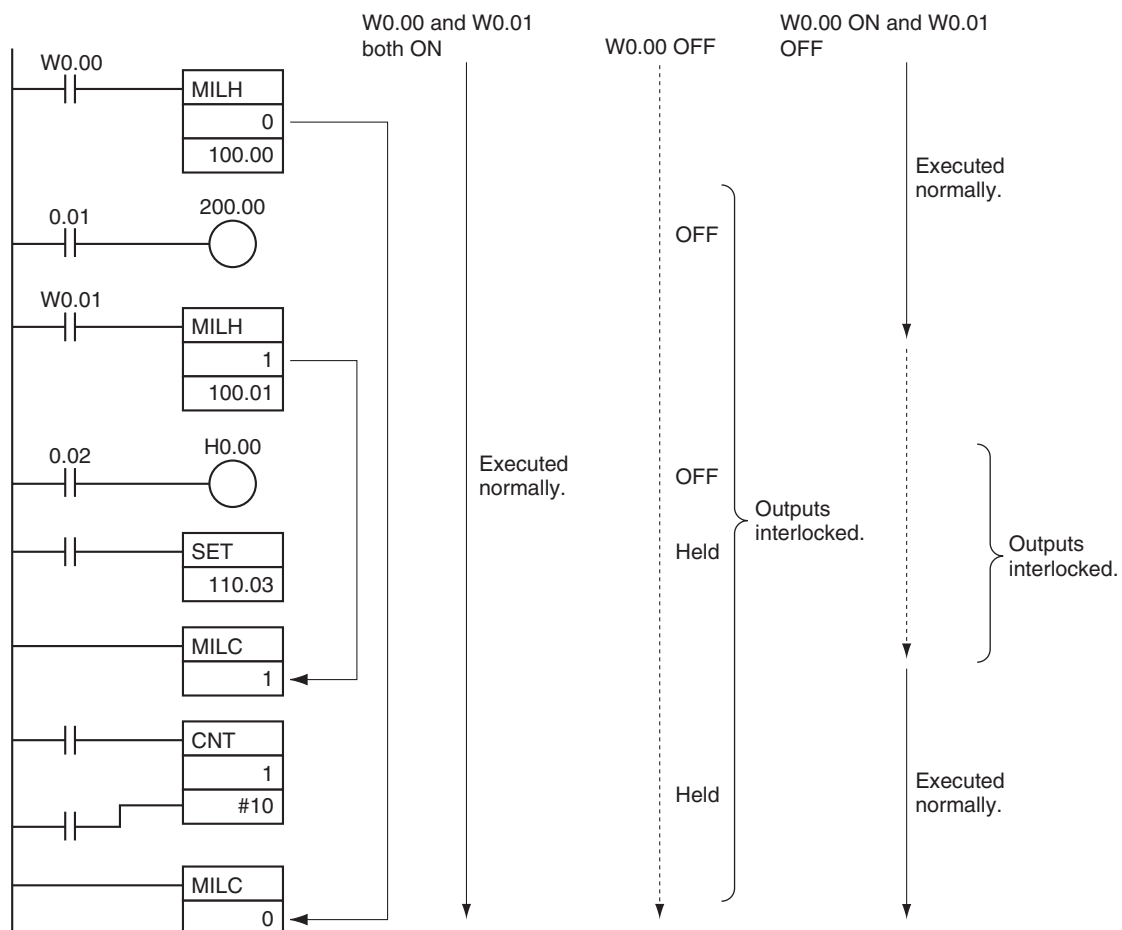 W0.00 and W0.01
both ON
W0.00 OFF
W0.00 ON and W0.01
OFF
W0.00
MILH
0
100.00
Executed
normally.
0.01
200.00
OFF
W0.01
MILH
1
100.01
0.02
H0.00
Executed
normally.
OFF
Outputs
interlocked.
SET
110.03
Held
Outputs
interlocked.
MILC
1
CNT
1
#10
Held
Executed
normally.
MILC
0